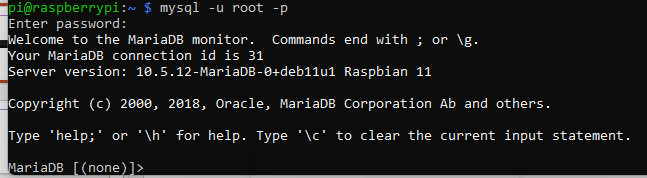 pi@raspberrypi:~ $ mysql -u root -p
Enter password:
Welcome to the MariaDB monitor.  Commands end with ; or \g.
Your MariaDB connection id is 31
Server version: 10.5.12-MariaDB-0+deb11u1 Raspbian 11
Copyright (c) 2000, 2018, Oracle, MariaDB Corporation Ab and others.
Type 'help;' or '\h' for help. Type '\c' to clear the current input statement.
MariaDB [(none)]>